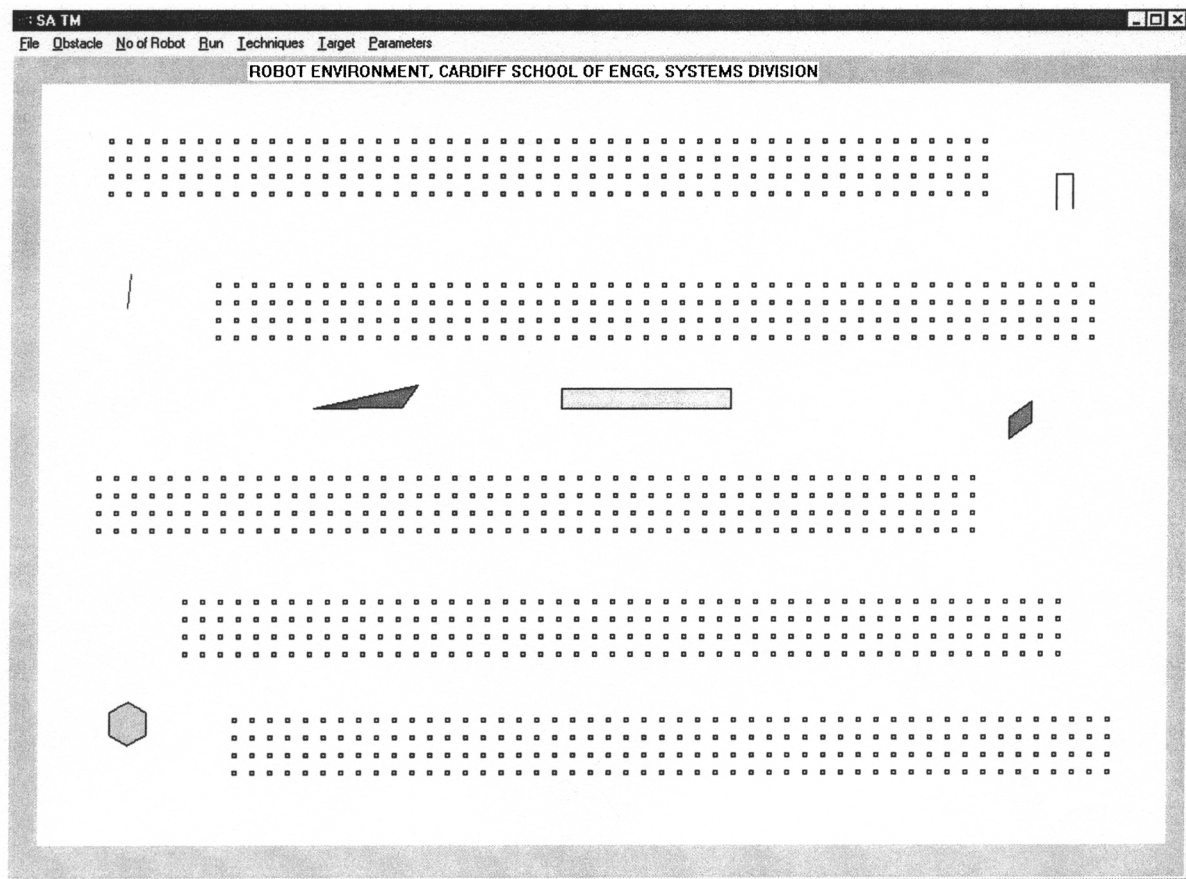 SA TM
File Obstacle No of Robot Run Techniques Target Parameters
ROBOT ENVIRONMENT, CARDIFF SCHOOL OF ENGG, SYSTEMS DIVISION